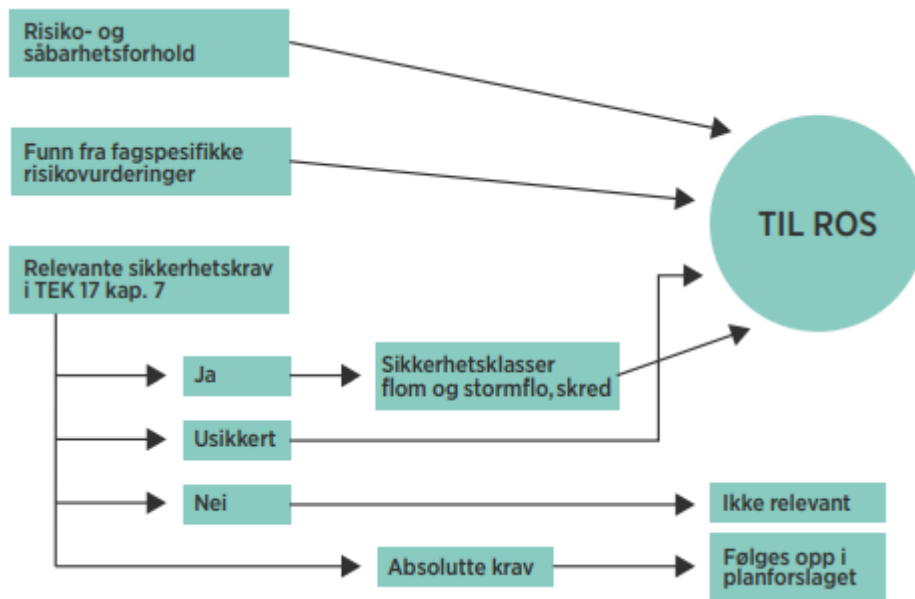 Risiko- og
såbarhetsforhold
Funn fra fagspesifikke
risikovurderinger
TIL ROS
Relevante sikkerhetskrav
i TEK 17 kap. 7
Ja
Sikkerhetsklasser
flom og stormflo, skred
Usikkert
Nei
Ikke relevant
Absolutte krav
Følges opp i
planforslaget